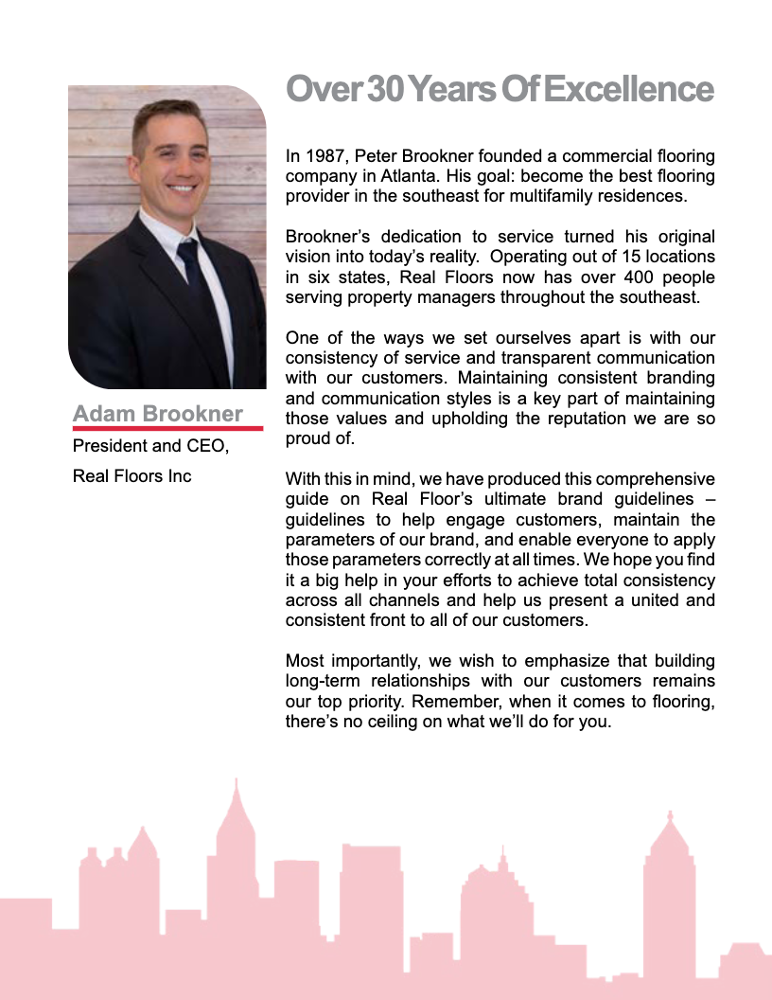 Over 30 Years Of Excellence
In 1987, Peter Brookner founded a commercial flooring
company in Atlanta. His goal: become the best flooring
provider in the southeast for multifamily residences.
Brookner’s dedication to service turned his original
vision into today’s reality.  Operating out of 15 locations
in six states, Real Floors now has over 400 people
serving property managers throughout the southeast.
One of the ways we set ourselves apart is with our
consistency of service and transparent communication
with our customers. Maintaining consistent branding
and communication styles is a key part of maintaining
those values and upholding the reputation we are so
proud of.
With this in mind, we have produced this comprehensive
guide on Real Floor’s ultimate brand guidelines –
guidelines to help engage customers, maintain the
parameters of our brand, and enable everyone to apply
those parameters correctly at all times. We hope you find
it a big help in your efforts to achieve total consistency
across all channels and help us present a united and
consistent front to all of our customers.
Most importantly, we wish to emphasize that building
long-term relationships with our customers remains
our top priority. Remember, when it comes to flooring,
there’s no ceiling on what we’ll do for you.
Adam Brookner
President and CEO,
Real Floors Inc